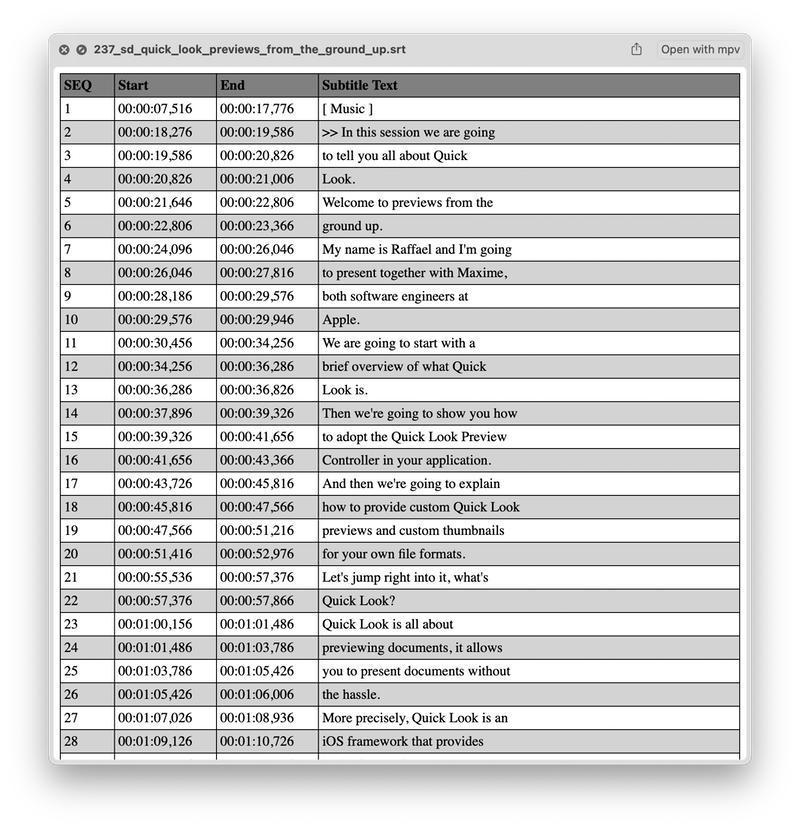 237_sd_quick_look_previews_from_the_ground_up.srt Open with mpv
SEQ Start End Subtitle Text
1 00:00:07,516 00:00:17,776 [ Music ]
2 00:00:18,276 00:00:19,586 >> In this session we are going
3 00:00:19,586 00:00:20,826 to tell you all about Quick
4 00:00:20,826 00:00:21,006 Look.
5 00:00:21,646 00:00:22,806 Welcome to previews from the
6 00:00:22,806 00:00:23,366 ground up.
7 00:00:24,096 00:00:26,046 My name is Raffael and I'm going
8 00:00:26,046 00:00:27,816 to present together with Maxime,
9 00:00:28,186 00:00:29,576 both software engineers at
10 00:00:29,576 00:00:29,946 Apple.
11 00:00:30,456 00:00:34,256 We are going to start with a
12 00:00:34,256 00:00:36,286 brief overview of what Quick
13 00:00:36,286 00:00:36,826 Look is.
14 00:00:37,896 00:00:39,326 Then we're going to show you how
15 00:00:39,326 00:00:41,656 to adopt the Quick Look Preview
16 00:00:41,656 00:00:43,366 Controller in your application.
17 00:00:43,726 00:00:45,816 And then we're going to explain
18 00:00:45,816 00:00:47,566 how to provide custom Quick Look
19 00:00:47,566 00:00:51,216 previews and custom thumbnails
20 00:00:51,416 00:00:52,976 for your own file formats.
21 00:00:55,536 00:00:57,376 Let's jump right into it, what's
22 00:00:57,376 00:00:57,866 Quick Look?
23 00:01:00,156 00:01:01,486 Quick Look is all about
24 00:01:01,486 00:01:03,786 previewing documents, it allows
25 00:01:03,786 00:01:05,426 you to present documents without
26 00:01:05,426 00:01:06,006 the hassle.
27 00:01:07,026 00:01:08,936 More precisely, Quick Look is an
28 00:01:09,126 00:01:10,726 iOS framework that provides